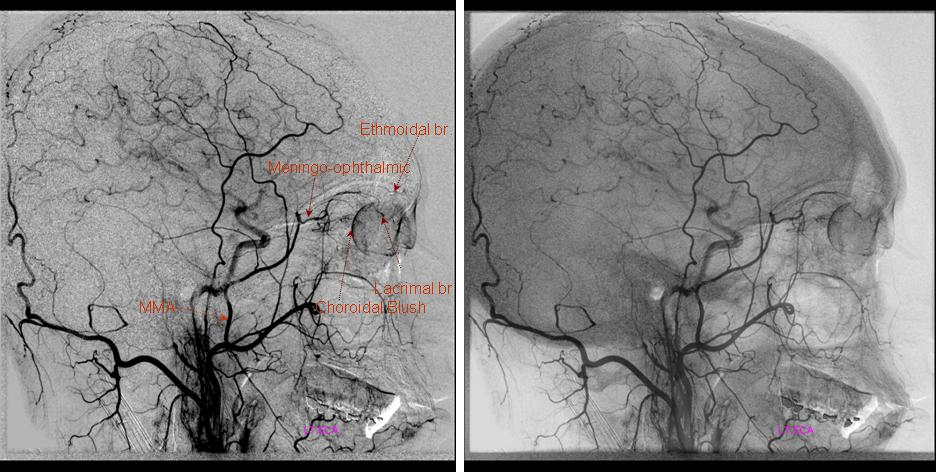 Ethmoidal br
Meningo-ophthalmic
Lacrimal br
MMA
Choroidal Blush
LT ECA
LT ECA